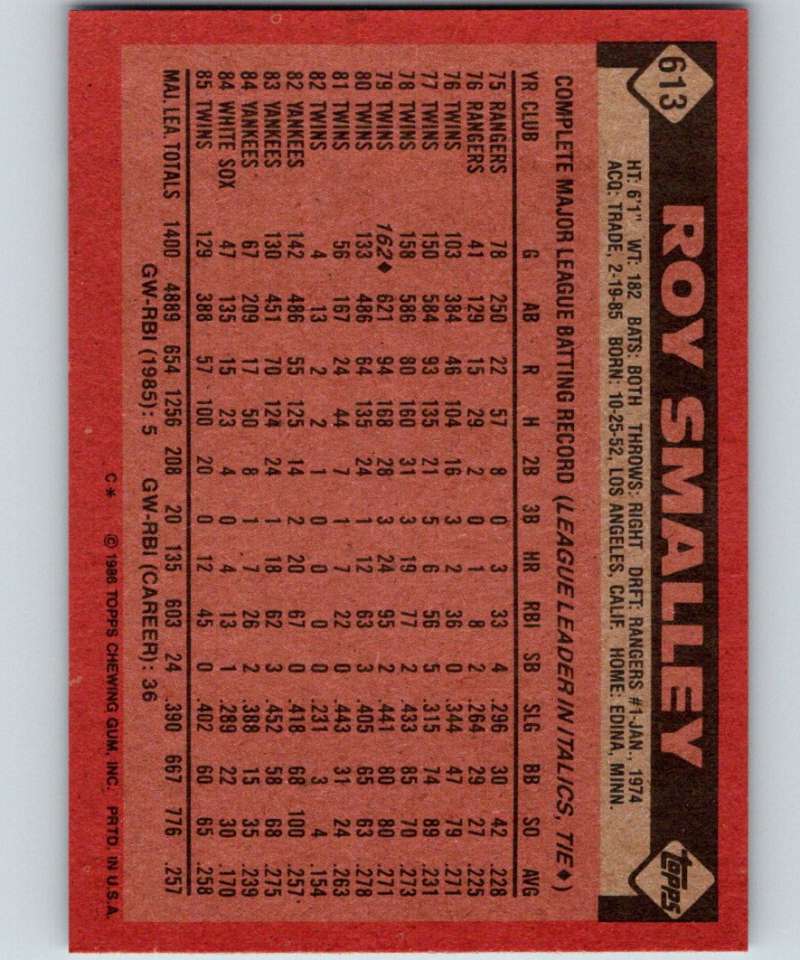 613
ROY SMALLEY
TOPPS
HT: 6'1" WT: 182 BATS: BOTH THROWS: RIGHT DRFT: RANGERS #1-JAN., 1974
ACQ: TRADE, 2-19-85 BORN: 10-25-52, LOS ANGELES, CALIF. HOME: EDINA, MINN.
COMPLETE MAJOR LEAGUE BATTING RECORD (LEAGUE LEADER IN ITALICS, TIE♦)
YR CLUB G AB R H 2B 3B HR RBI SB SLG BB SO AVG
75 RANGERS 78 250 22 57 8 0 3 33 4 .296 30 42 .228
76 RANGERS 41 129 15 29 2 0 1 8 2 .264 29 27 .225
76 TWINS 103 384 46 104 16 3 2 36 0 .344 47 79 .271
77 TWINS 150 584 93 135 21 5 6 56 5 .315 74 89 .231
78 TWINS 158 586 80 160 31 3 19 77 2 .433 85 70 .273
79 TWINS 162♦ 621 94 168 28 3 24 95 2 .441 80 80 .271
80 TWINS 133 486 64 135 24 1 12 63 3 .405 65 63 .278
81 TWINS 56 167 24 44 7 1 7 22 0 .443 31 24 .263
82 TWINS 4 13 2 2 1 0 0 0 0 .231 3 4 .154
82 YANKEES 142 486 55 125 14 2 20 67 0 .418 68 100 .257
83 YANKEES 130 451 70 124 24 1 18 62 3 .452 58 68 .275
84 YANKEES 67 209 17 50 8 1 7 26 2 .388 15 35 .239
84 WHITE SOX 47 135 15 23 4 0 4 13 1 .289 22 30 .170
85 TWINS 129 388 57 100 20 0 12 45 0 .402 60 65 .258
MAJ. LEA. TOTALS 1400 4889 654 1256 208 20 135 603 24 .390 667 776 .257
GW-RBI (1985): 5 GW-RBI (CAREER): 36
C* © 1986 TOPPS CHEWING GUM, INC. PRTD. IN U.S.A.